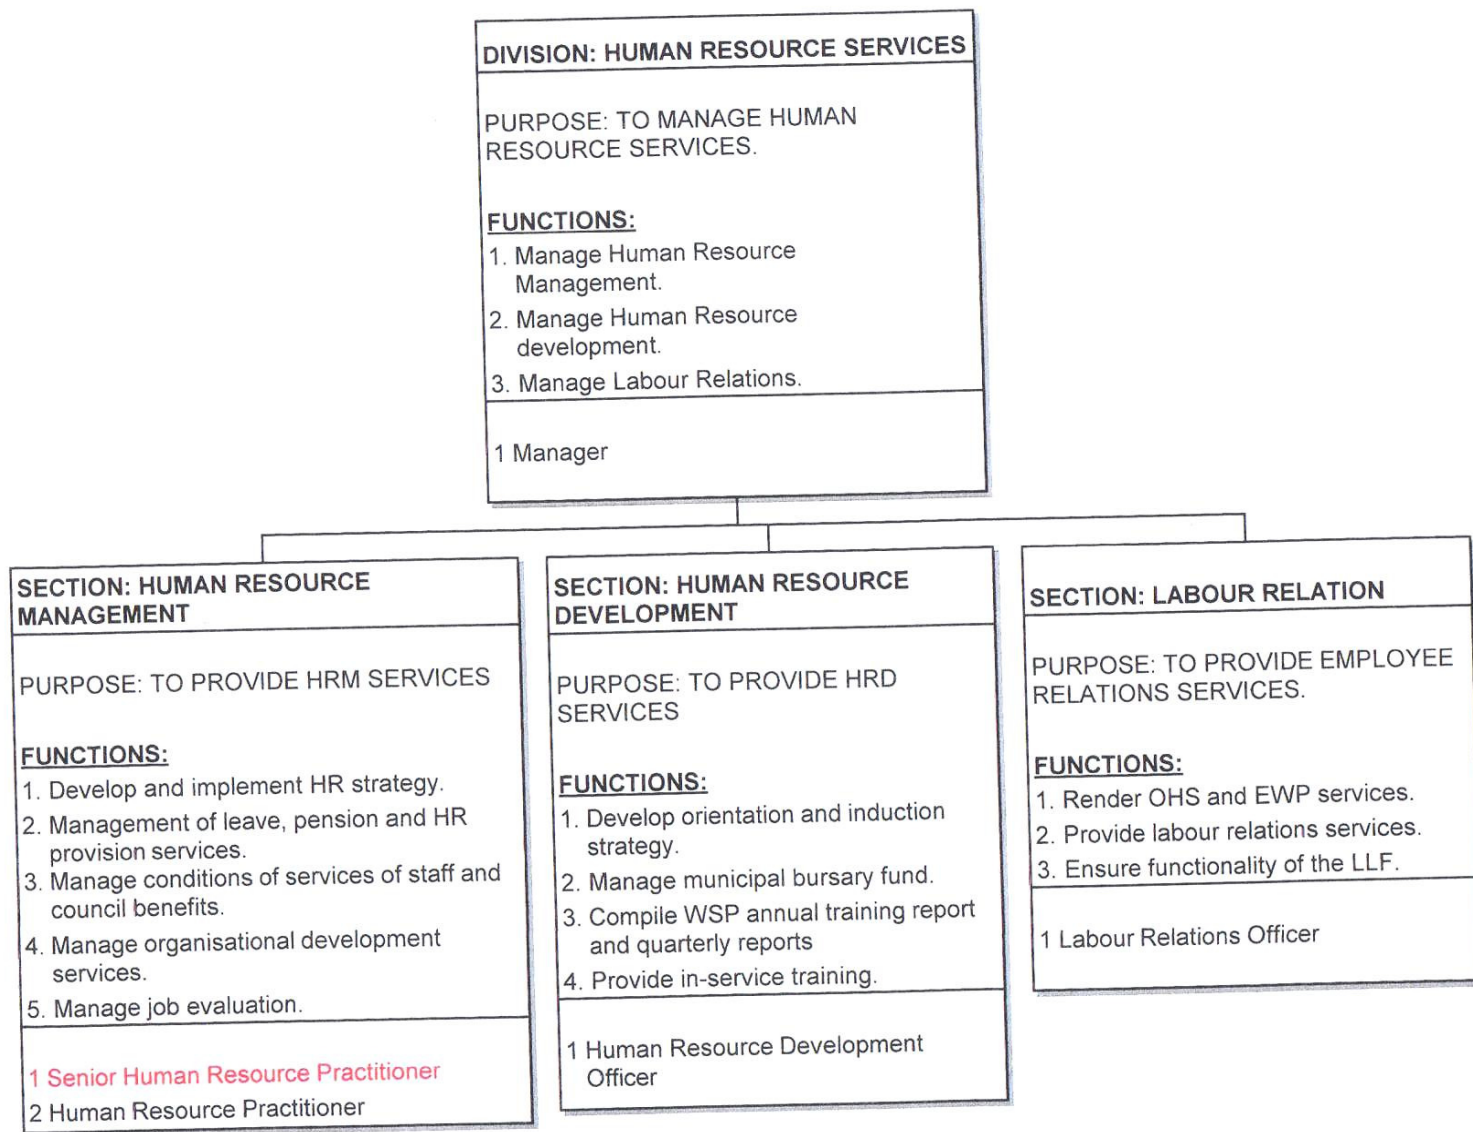 DIVISION: HUMAN RESOURCE SERVICES
PURPOSE: TO MANAGE HUMAN
RESOURCE SERVICES.
FUNCTIONS:
1. Manage Human Resource
Management.
2. Manage Human Resource
development.
3. Manage Labour Relations.
1 Manager
SECTION: HUMAN RESOURCE
MANAGEMENT
PURPOSE: TO PROVIDE HRM SERVICES
FUNCTIONS:
1. Develop and implement HR strategy.
2. Management of leave, pension and HR
provision services.
3. Manage conditions of services of staff and
council benefits.
4. Manage organisational development
services.
5. Manage job evaluation.
1 Senior Human Resource Practitioner
2 Human Resource Practitioner
SECTION: HUMAN RESOURCE
DEVELOPMENT
PURPOSE: TO PROVIDE HRD
SERVICES
FUNCTIONS:
1. Develop orientation and induction
strategy.
2. Manage municipal bursary fund.
3. Compile WSP annual training report
and quarterly reports
4. Provide in-service training.
1 Human Resource Development
Officer
SECTION: LABOUR RELATION
PURPOSE: TO PROVIDE EMPLOYEE
RELATIONS SERVICES.
FUNCTIONS:
1. Render OHS and EWP services.
2. Provide labour relations services.
3. Ensure functionality of the LLF.
1 Labour Relations Officer